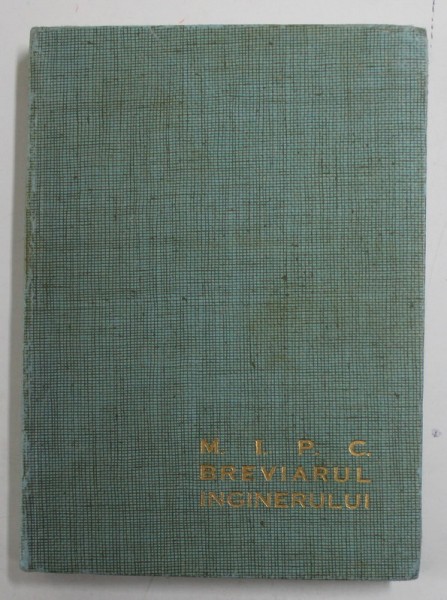 M. I. P. C.
BREVIARUL
INGINERULUI